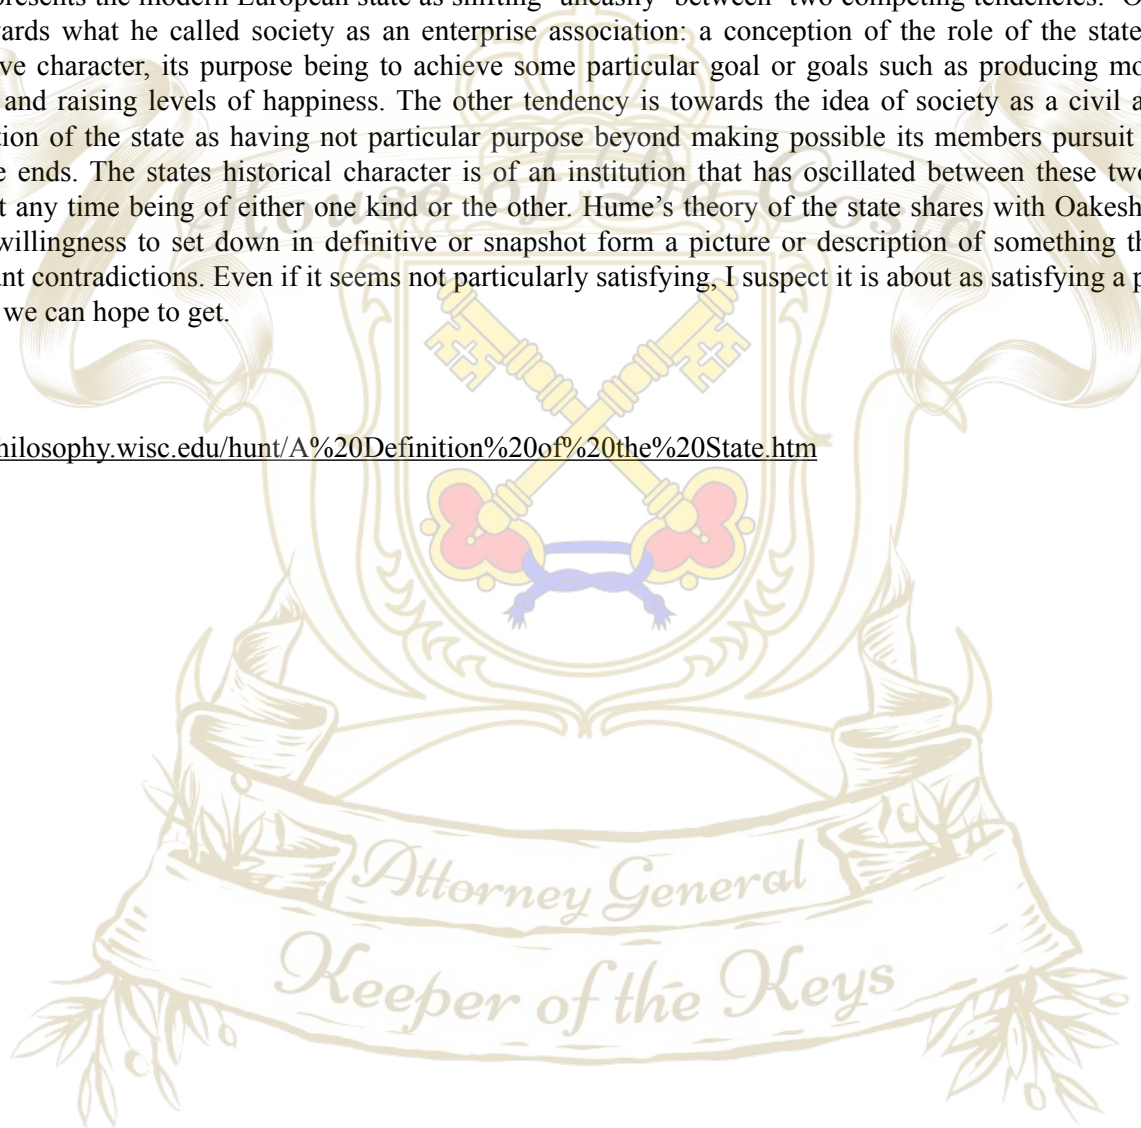 presents the modern European state as shifting "uneasily" between "two competing tendencies." O
vards what he called society as an enterprise association: a conception of the role of the state
ve character, its purpose being to achieve some particular goal or goals such as producing mo
and raising levels of happiness. The other tendency is towards the idea of society as a civil a
tion of the state as having not particular purpose beyond making possible its members pursuit
e ends. The states historical character is of an institution that has oscillated between these two
t any time being of either one kind or the other. Hume's theory of the state shares with Oakesh
willingness to set down in definitive or snapshot form a picture or description of something th
nt contradictions. Even if it seems not particularly satisfying, I suspect it is about as satisfying a p
we can hope to get.
House of Da Costa
hilosophy.wisc.edu/hunt/A%20Definition%20of%20the%20State.htm
Attorney General
Keeper of the Keys